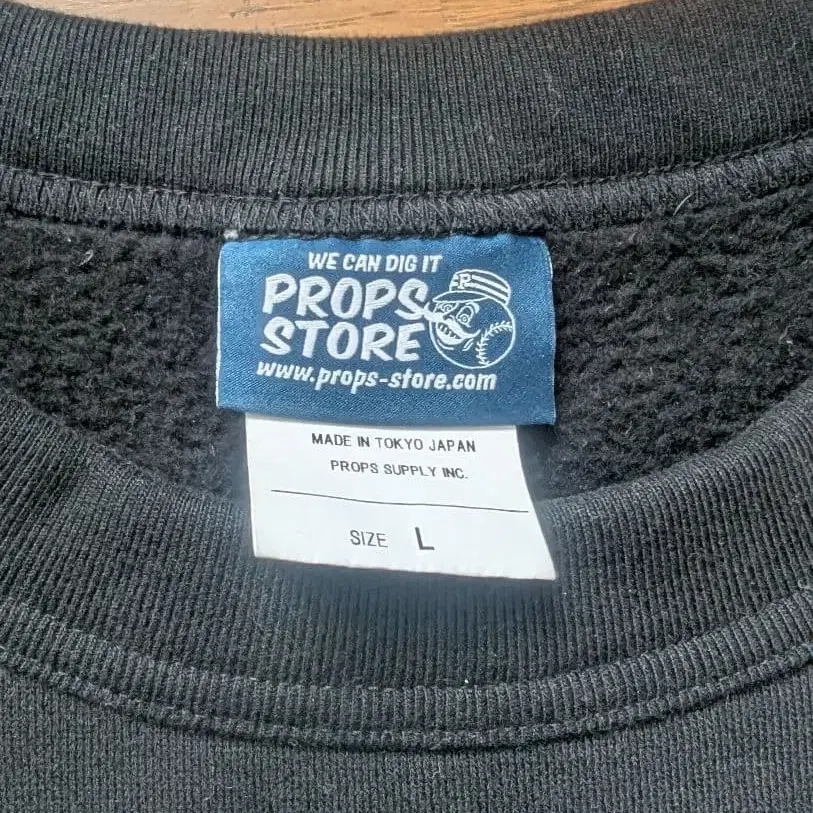 WE CAN DIG IT
PROPS
STORE
P
www.props-store.com
MADE IN TOKYO JAPAN
PROPS SUPPLY INC.
SIZE L